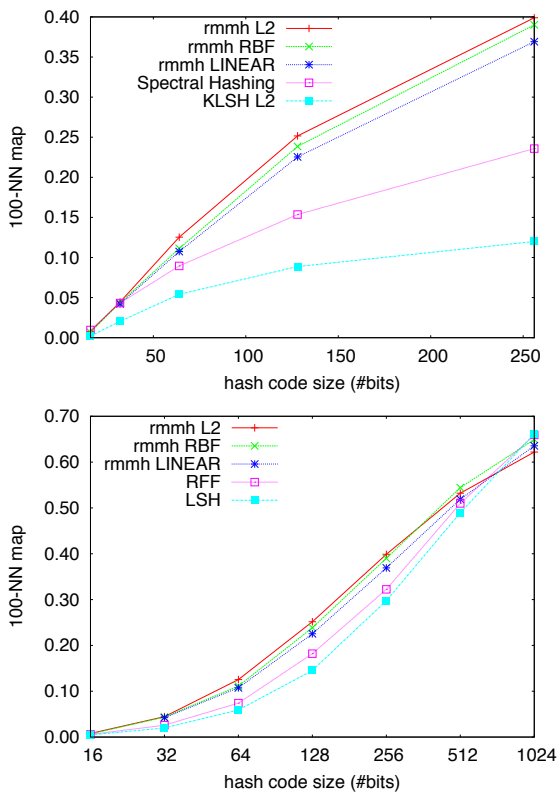 0.40
0.35
0.30
0.25
0.20
0.15
0.10
0.05
0.00
100-NN map
rmmh L2
rmmh RBF
rmmh LINEAR
Spectral Hashing
KLSH L2
50 100 150 200 250
hash code size (#bits)
0.70
0.60
0.50
0.40
0.30
0.20
0.10
0.00
100-NN map
rmmh L2
rmmh RBF
rmmh LINEAR
RFF
LSH
16 32 64 128 256 512 1024
hash code size (#bits)